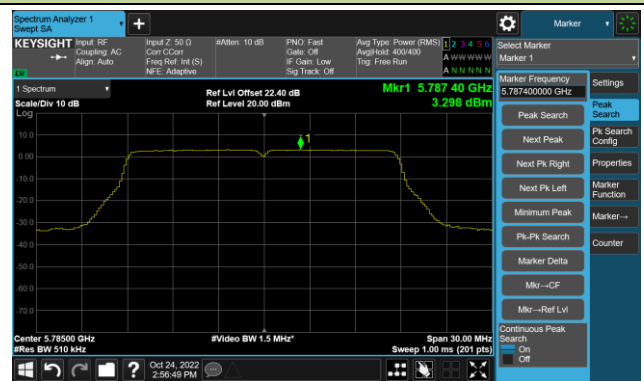 Spectrum Analyzer 1
Swept SA
+
Marker
KEYSIGHT
Input: RF
Coupling: AC
Align: Auto
Input Z: 50 Ω
Corr CCorr
Freq Ref: Int (S)
NFE: Adaptive
#Atten: 10 dB
PNO: Fast
Gate: Off
IF Gain: Low
Sig Track: Off
Avg Type: Power (RMS)
Avg|Hold: 400/400
Trig: Free Run
1 2 3 4 5 6
A W W W W W
A N N N N N
Select Marker
Marker 1
1 Spectrum
Scale/Div 10 dB
Log
Ref Lvl Offset 22.40 dB
Ref Level 20.00 dBm
Mkr1 5.787 40 GHz
3.298 dBm
1
10.0
0.00
-10.0
-20.0
-30.0
-40.0
-50.0
-60.0
-70.0
Center 5.78500 GHz
#Res BW 510 kHz
#Video BW 1.5 MHz*
Span 30.00 MHz
Sweep 1.00 ms (201 pts)
Marker Frequency
5.787400000 GHz
Peak Search
Next Peak
Next Pk Right
Next Pk Left
Minimum Peak
Pk-Pk Search
Marker Delta
Mkr→CF
Mkr→Ref Lvl
Continuous Peak
Search
On
Off
Settings
Peak
Search
Pk Search
Config
Properties
Marker
Function
Marker→
Counter
?
Oct 24, 2022
2:56:49 PM